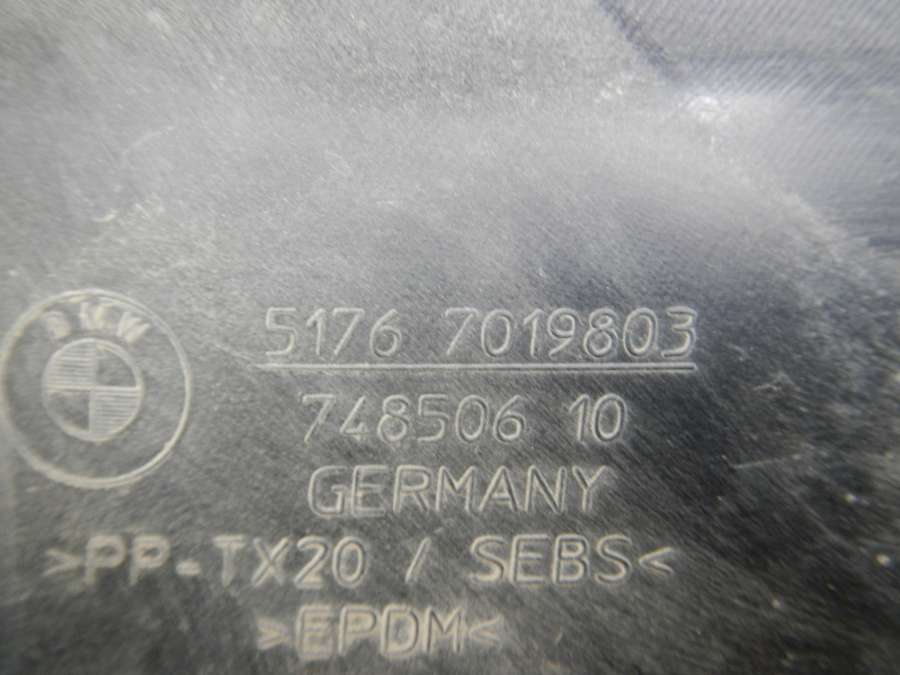 BMW
5176 7019803
748506 10
GERMANY
>PP-TX20 / SEBS<
>EPDM<